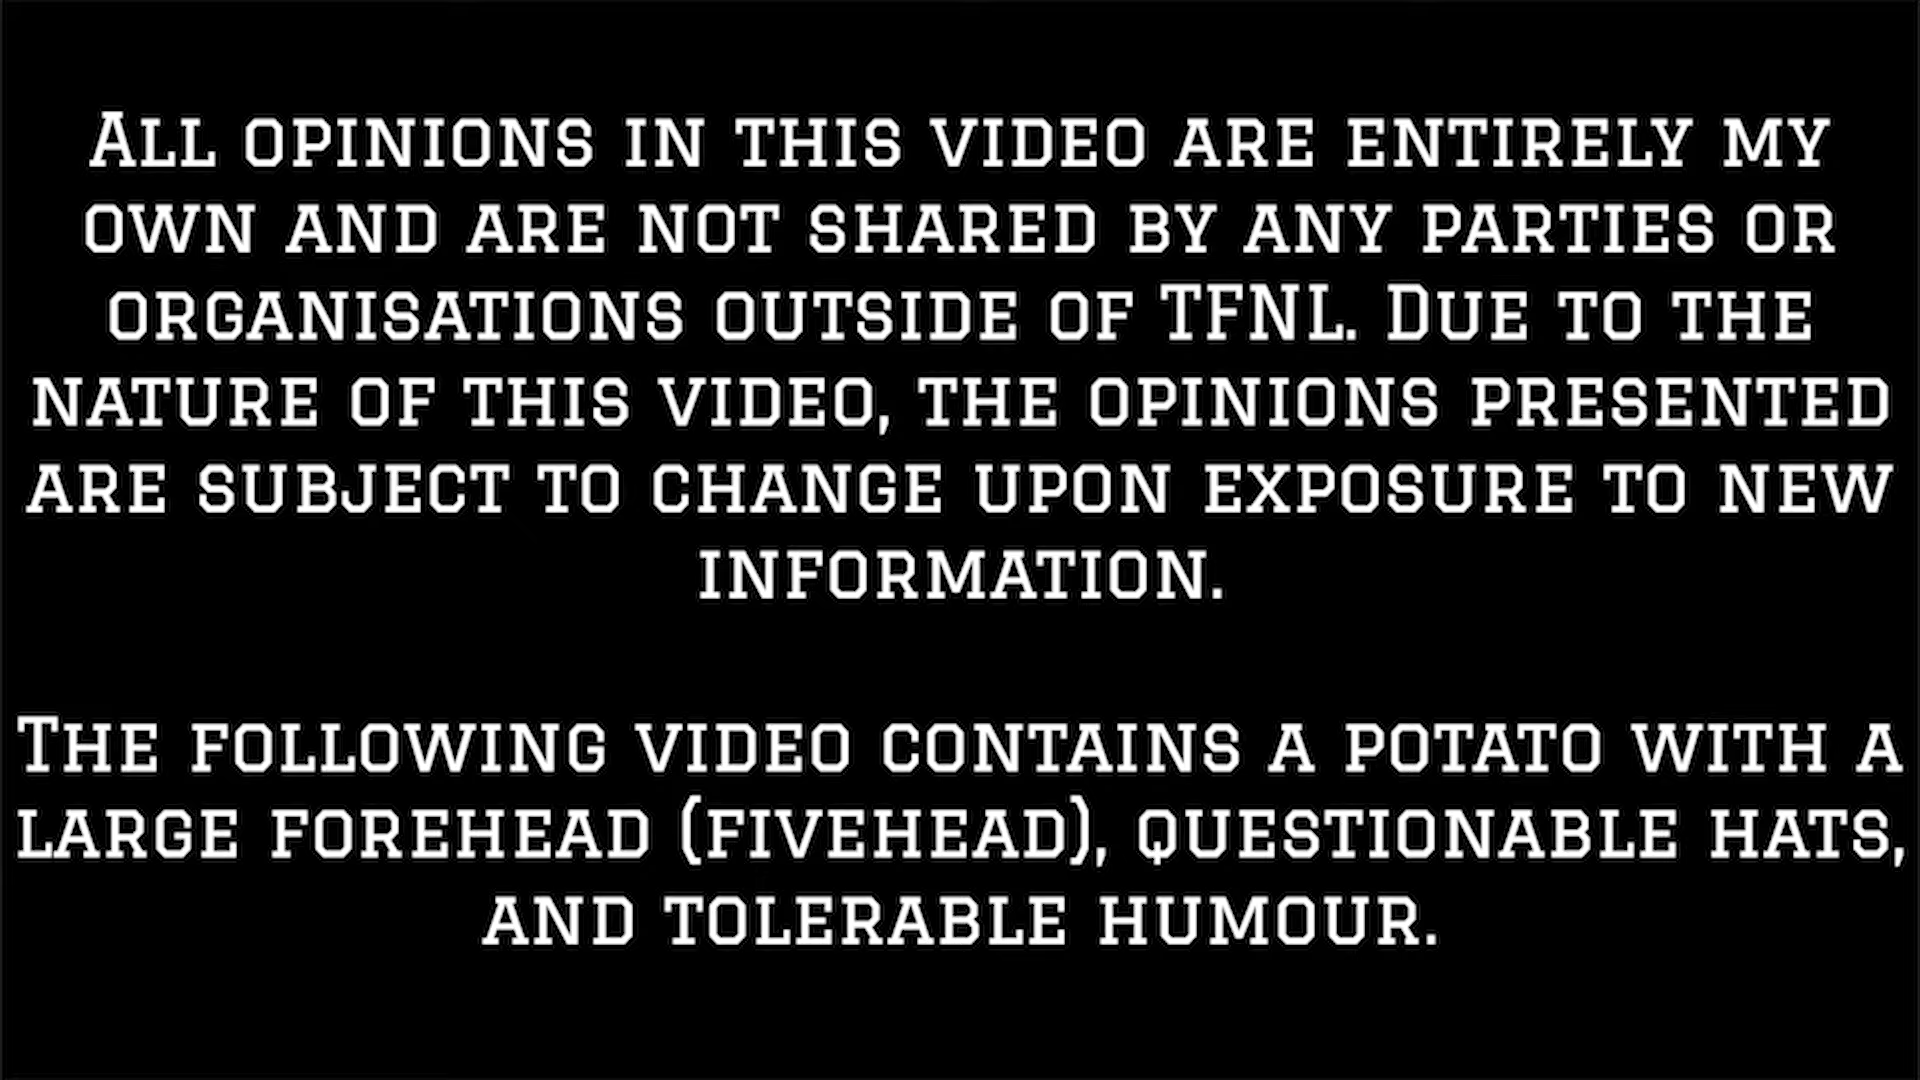 All opinions in this video are entirely my
own and are not shared by any parties or
organisations outside of TFNL. Due to the
nature of this video, the opinions presented
are subject to change upon exposure to new
information.
The following video contains a potato with a
large forehead (fivehead), questionable hats,
and tolerable humour.